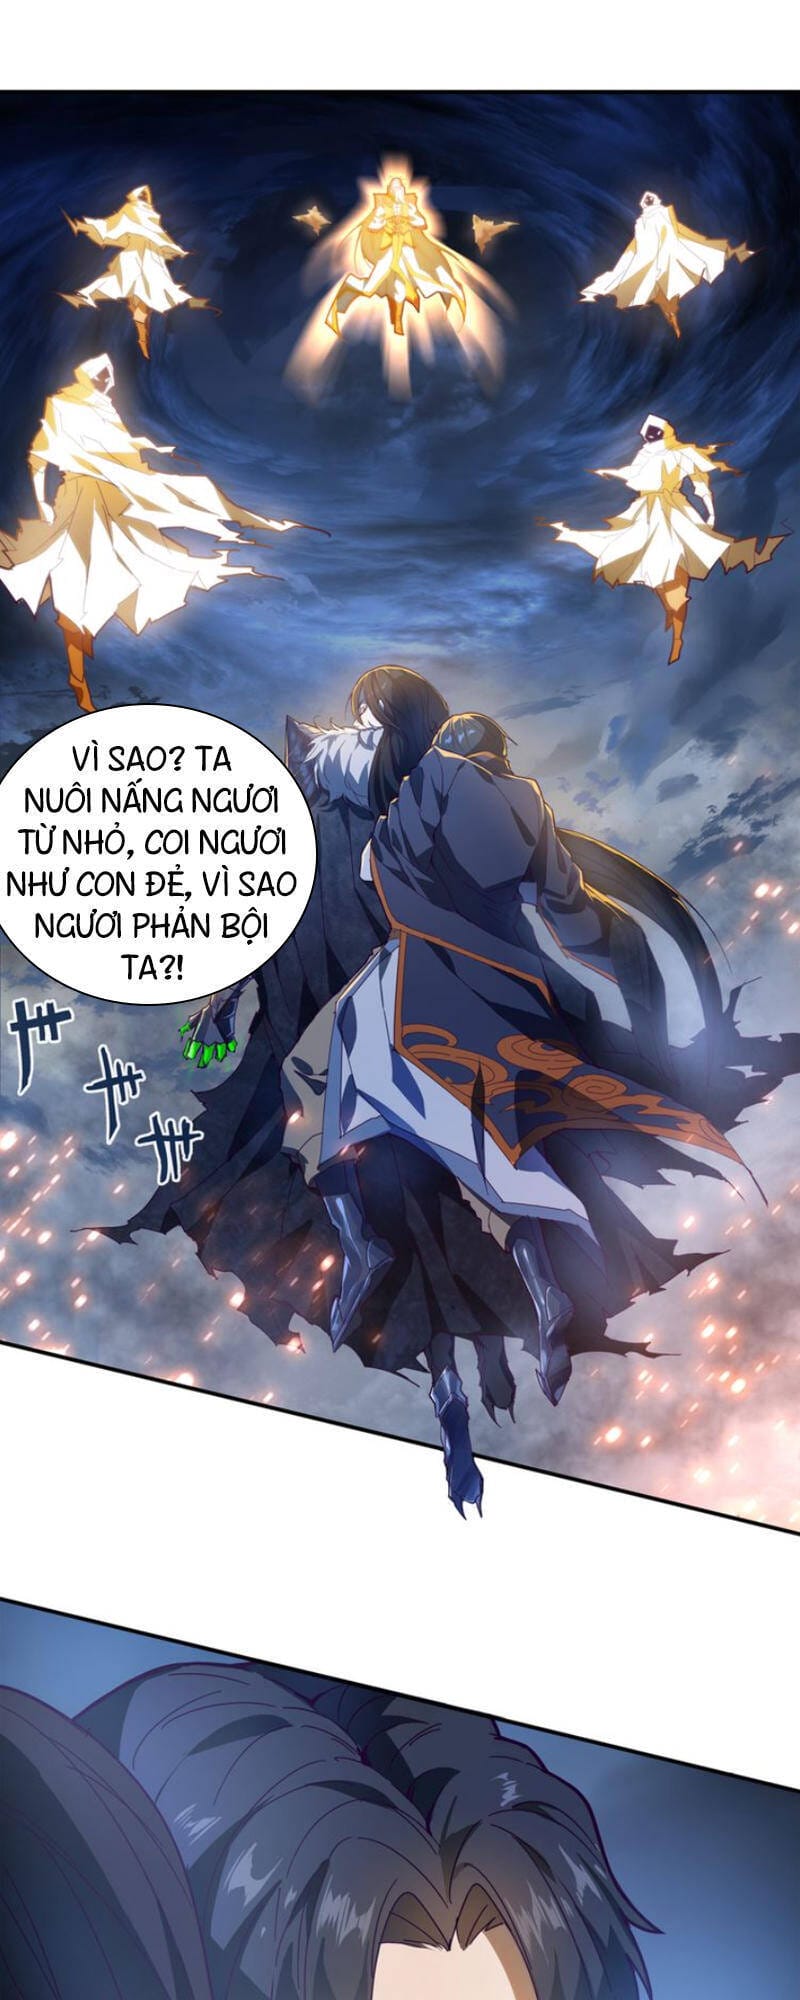 VÌ SAO? TA
NUÔI NẤNG NGƯƠI
TỪ NHỎ, COI NGƯƠI
NHƯ CON ĐẺ, VÌ SAO
NGƯƠI PHẢN BỘI
TA?!